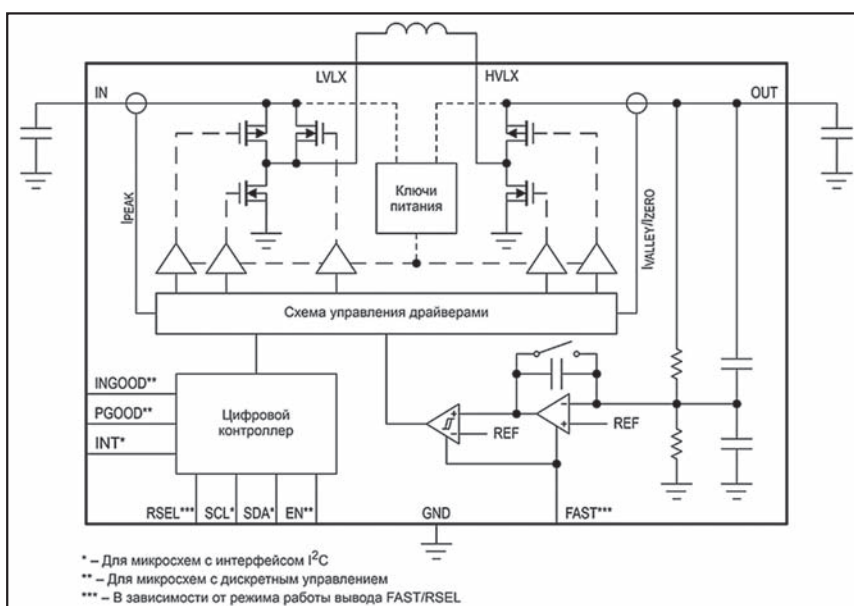 LVLX
HVLX
IN
OUT
Ключи
питания
IPEAK
IVALLEY/IZERO
Схема управления драйверами
INGOOD**
PGOOD**
INT*
Цифровой
контроллер
REF
REF
RSEL***
SCL*
SDA*
EN**
GND
FAST***
* – Для микросхем с интерфейсом I²C
** – Для микросхем с дискретным управлением
*** – В зависимости от режима работы вывода FAST/RSEL